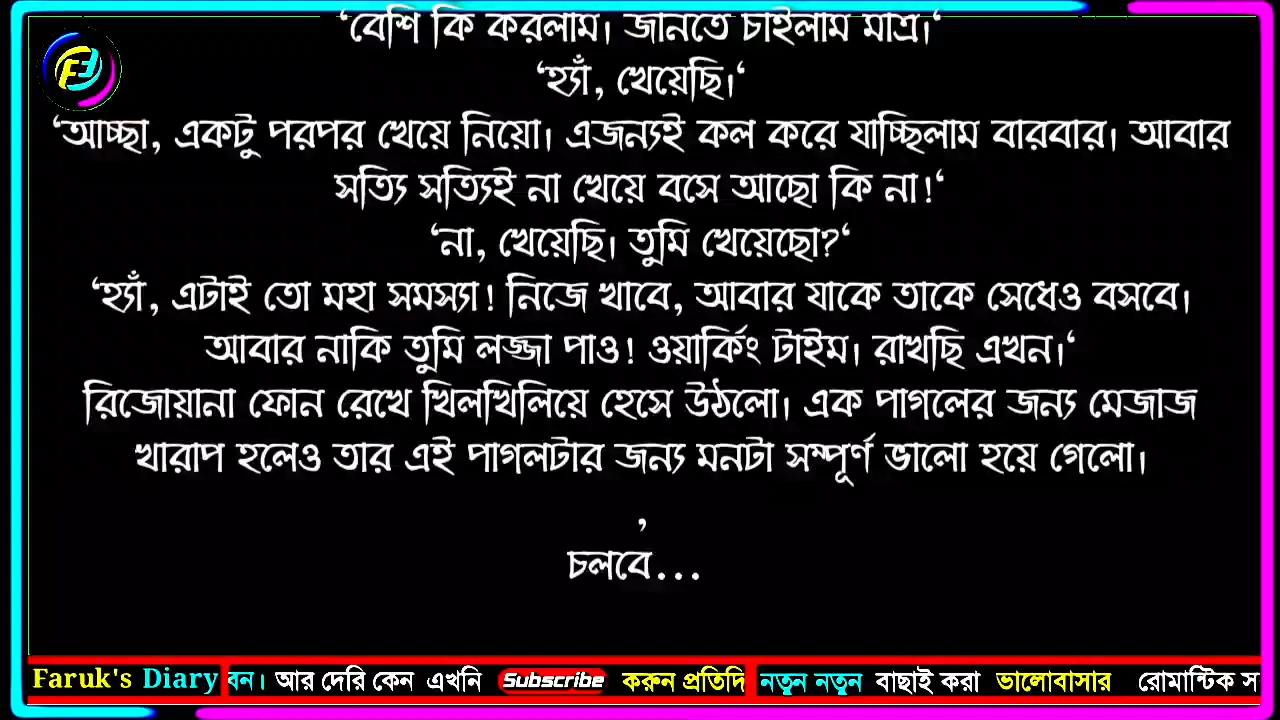 ‘বেশি কি করলাম। জানতে চাইলাম মাত্র।‘
‘হ্যাঁ, খেয়েছি।‘
‘আচ্ছা, একটু পরপর খেয়ে নিয়ো। এজন্যই কল করে যাচ্ছিলাম বারবার। আবার
সত্যি সত্যিই না খেয়ে বসে আছো কি না!‘
‘না, খেয়েছি। তুমি খেয়েছো?‘
‘হ্যাঁ, এটাই তো মহা সমস্যা! নিজে খাবে, আবার যাকে তাকে সেধেও বসবে।
আবার নাকি তুমি লজ্জা পাও! ওয়ার্কিং টাইম। রাখছি এখন।‘
রিজোয়ানা ফোন রেখে খিলখিলিয়ে হেসে উঠলো। এক পাগলের জন্য মেজাজ
খারাপ হলেও তার এই পাগলটার জন্য মনটা সম্পূর্ণ ভালো হয়ে গেলো।
,
চলবে...
Faruk's Diary বন। আর দেরি কেন এখনি Subscribe করুন প্রতিদি নতুন নতুন বাছাই করা ভালোবাসার রোমান্টিক স